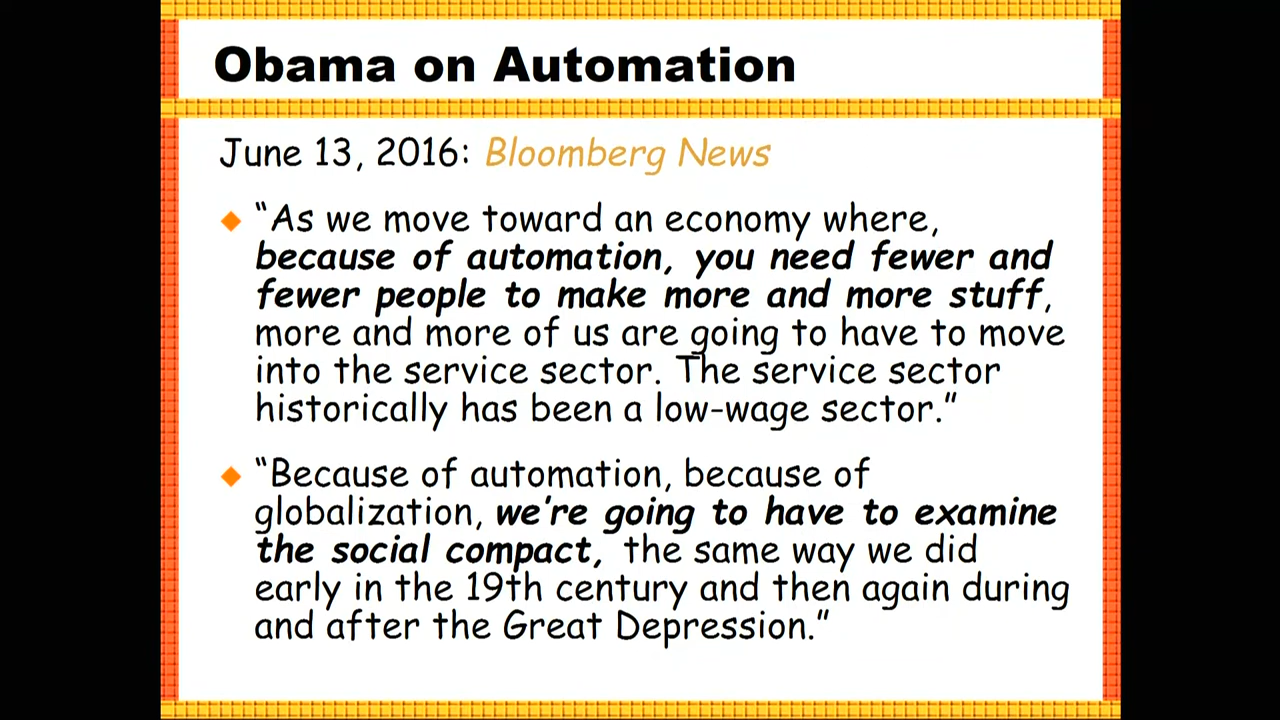 Obama on Automation
June 13, 2016: Bloomberg News
“As we move toward an economy where,
because of automation, you need fewer and
fewer people to make more and more stuff,
more and more of us are going to have to move
into the service sector. The service sector
historically has been a low-wage sector.”
“Because of automation, because of
globalization, we’re going to have to examine
the social compact, the same way we did
early in the 19th century and then again during
and after the Great Depression.”